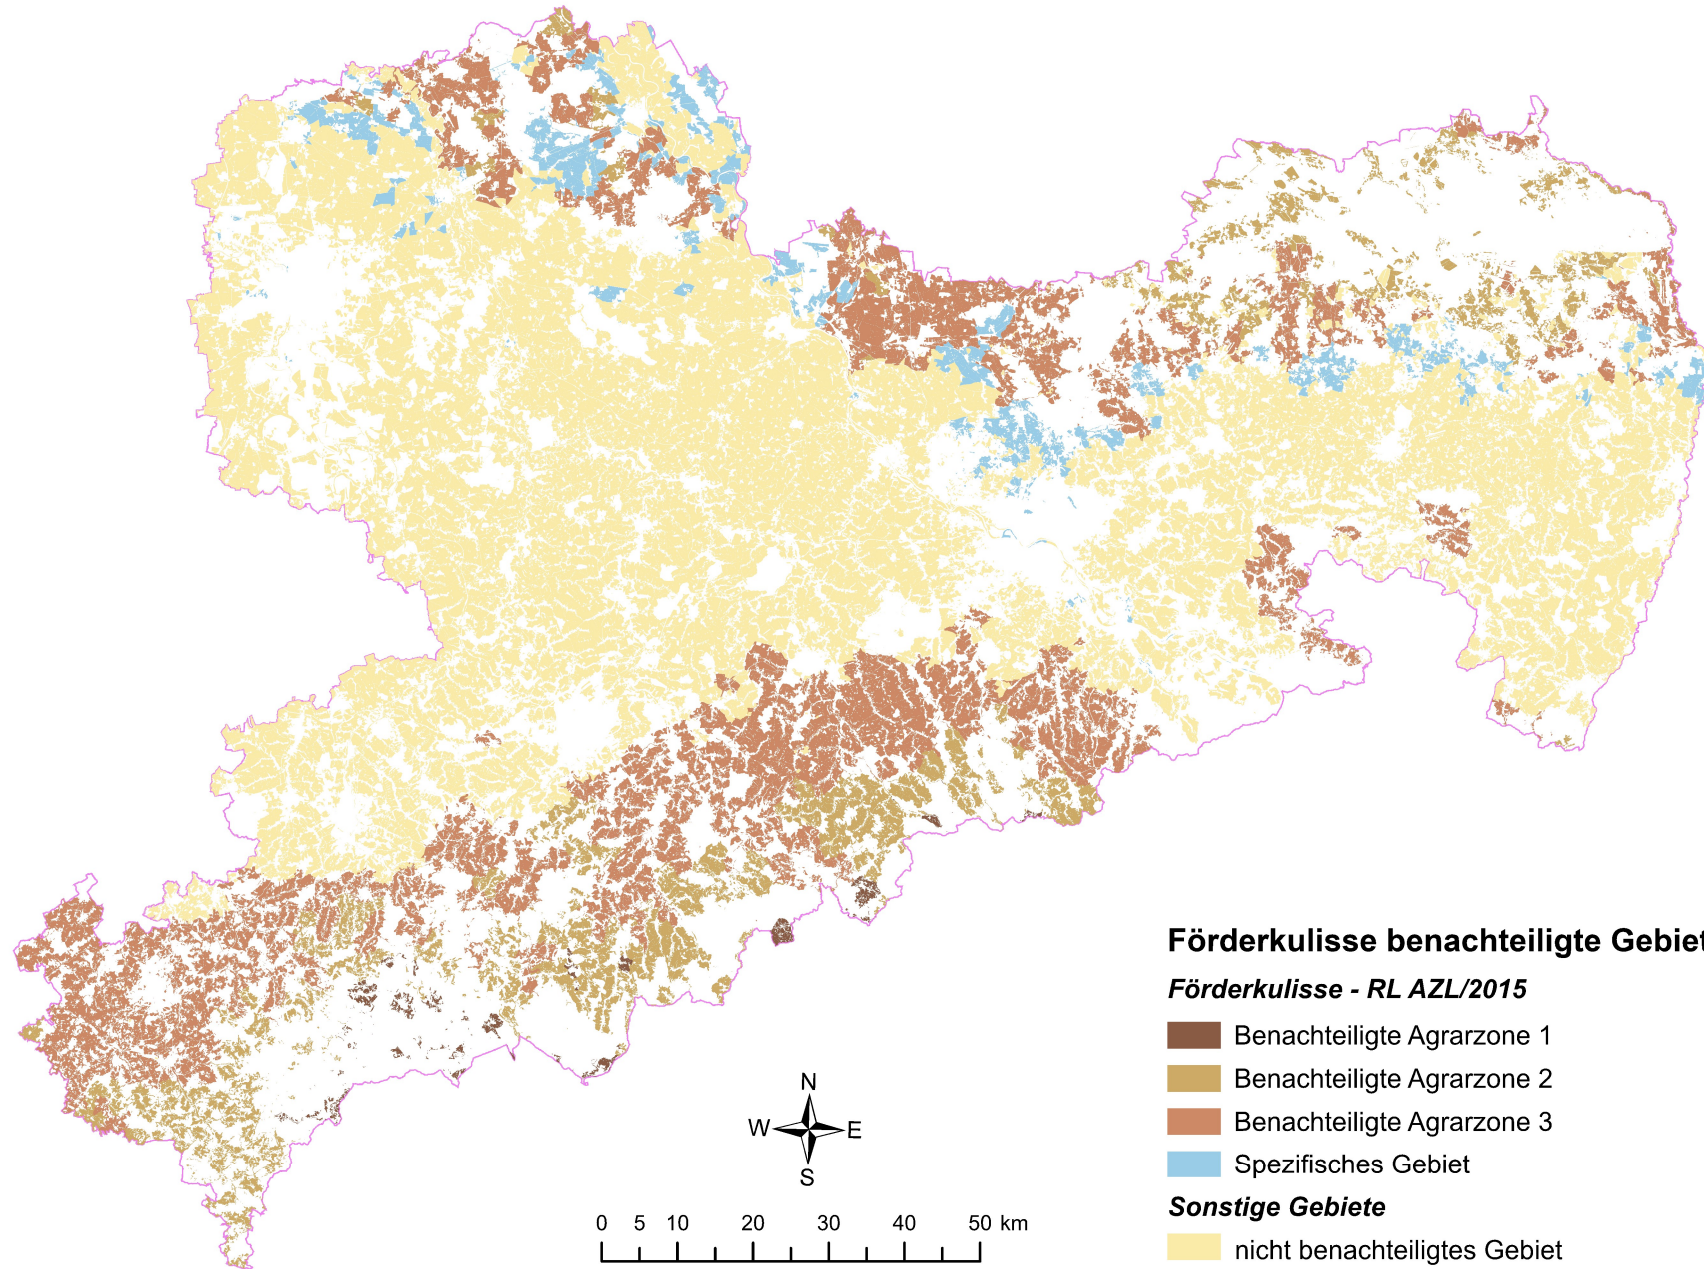 Förderkulisse benachteiligte Gebiet
Förderkulisse - RL AZL/2015
Benachteiligte Agrarzone 1
Benachteiligte Agrarzone 2
Benachteiligte Agrarzone 3
Spezifisches Gebiet
Sonstige Gebiete
nicht benachteiligtes Gebiet
N
W E
S
0 5 10 20 30 40 50 km